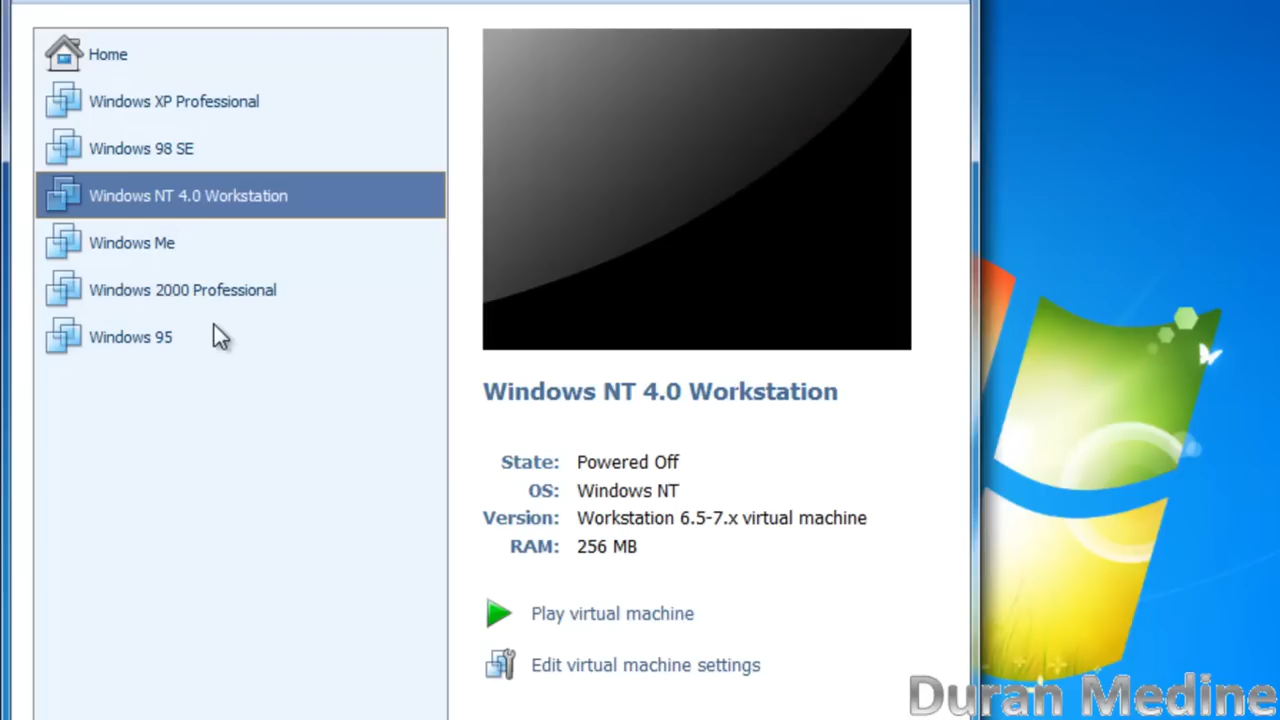 Home
Windows XP Professional
Windows 98 SE
Windows NT 4.0 Workstation
Windows Me
Windows 2000 Professional
Windows 95
Windows NT 4.0 Workstation
State: Powered Off
OS: Windows NT
Version: Workstation 6.5-7.x virtual machine
RAM: 256 MB
Play virtual machine
Edit virtual machine settings
Duran Medine